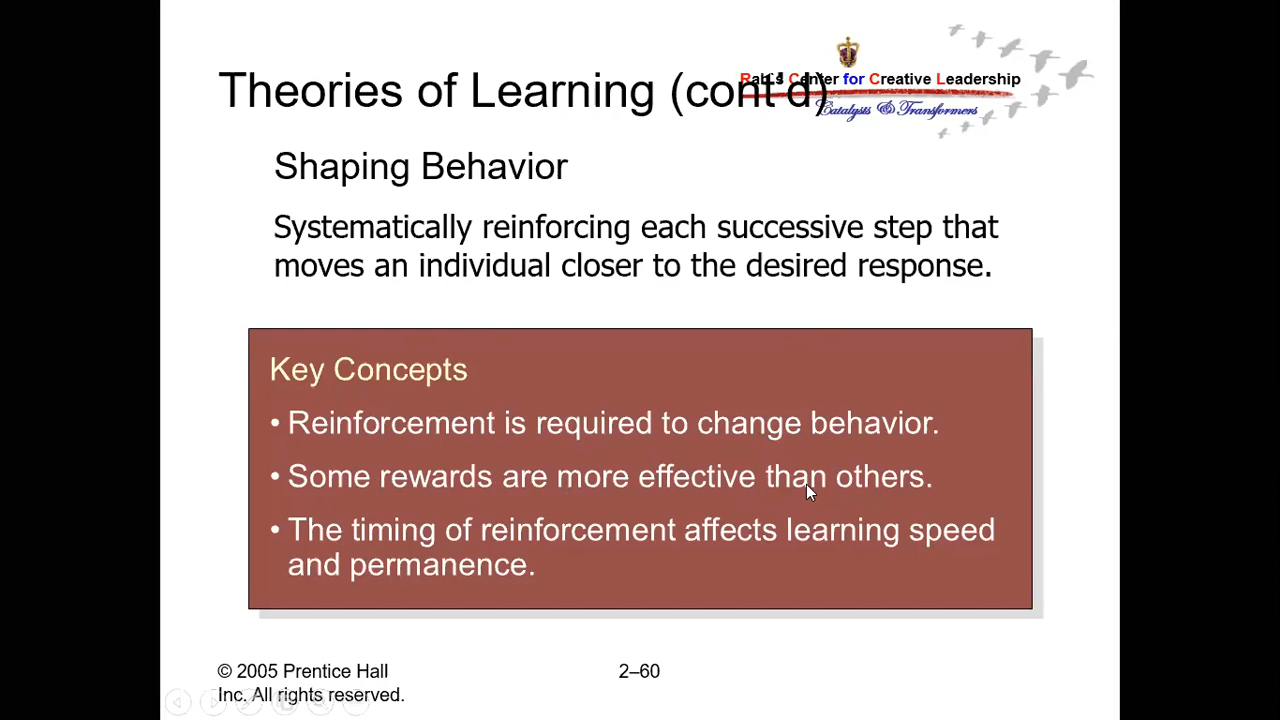 Theories of Learning (cont'd)
Center for Creative Leadership
Catalysts & Transformers
Shaping Behavior
Systematically reinforcing each successive step that
moves an individual closer to the desired response.
Key Concepts
• Reinforcement is required to change behavior.
• Some rewards are more effective than others.
• The timing of reinforcement affects learning speed
and permanence.
© 2005 Prentice Hall
Inc. All rights reserved.
2–60